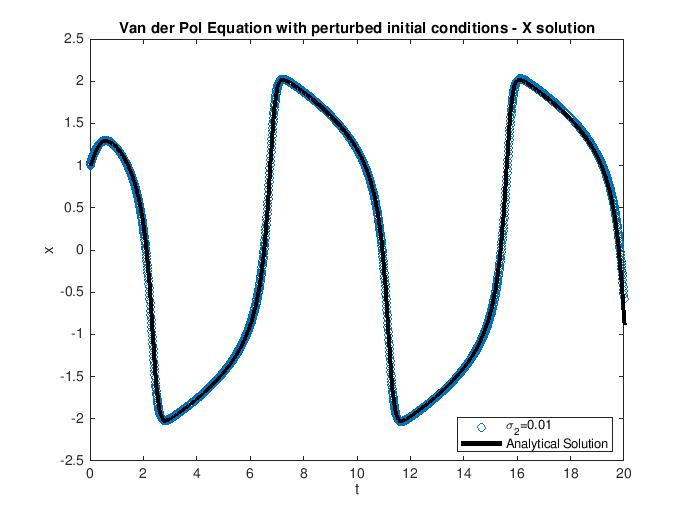 Van der Pol Equation with perturbed initial conditions - X solution
2.5
2
1.5
1
0.5
0
-0.5
-1
-1.5
-2
-2.5
x
0 2 4 6 8 10 12 14 16 18 20
t
σ2=0.01
Analytical Solution